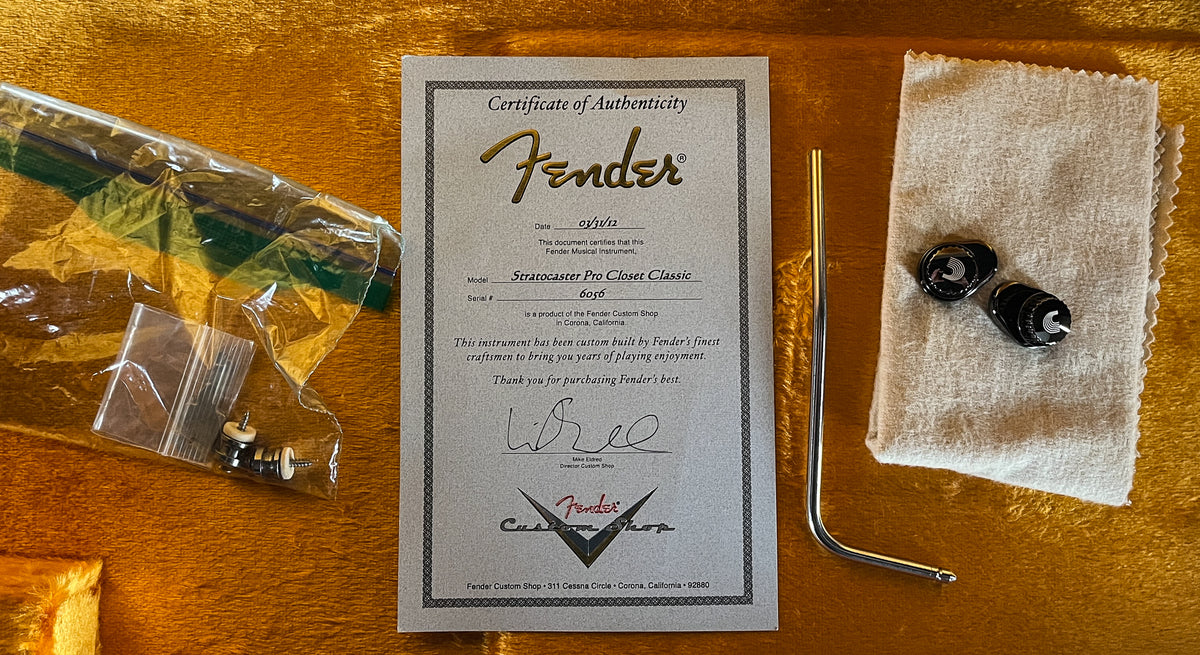 Certificate of Authenticity
Fender®
Date 03/31/12
This document certifies that this
Fender Musical Instrument,
Model Stratocaster Pro Closet Classic
Serial # 6056
is a product of the Fender Custom Shop
in Corona, California.
This instrument has been custom built by Fender's finest
craftsmen to bring you years of playing enjoyment.
Thank you for purchasing Fender's best.
Mike Eldred
Director Custom Shop
Fender®
Custom Shop
Fender Custom Shop • 311 Cessna Circle • Corona, California • 92880